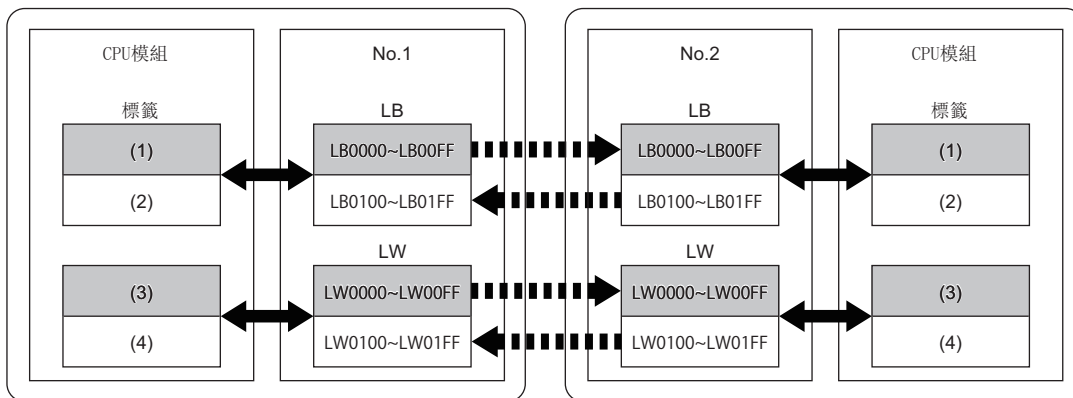 CPU模組 No.1 No.2 CPU模組
標籤 LB LB 標籤
(1) LB0000~LB00FF LB0000~LB00FF (1)
(2) LB0100~LB01FF LB0100~LB01FF (2)
LW LW
(3) LW0000~LW00FF LW0000~LW00FF (3)
(4) LW0100~LW01FF LW0100~LW01FF (4)